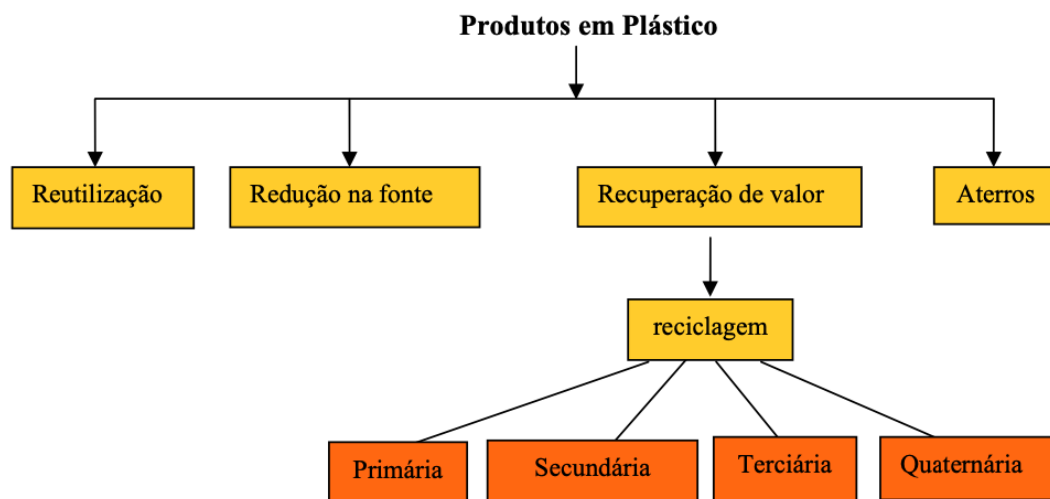 Produtos em Plástico
Reutilização
Redução na fonte
Recuperação de valor
Aterros
reciclagem
Primária
Secundária
Terciária
Quaternária